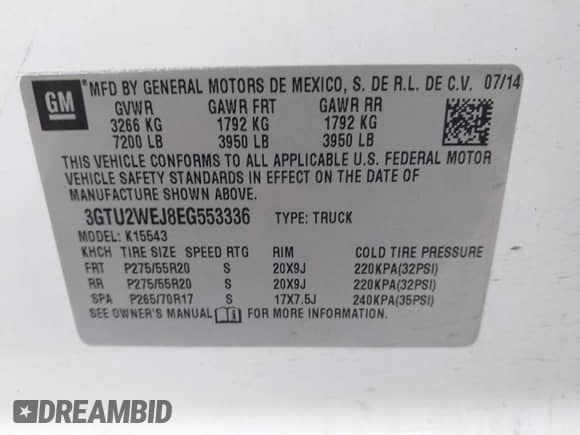 GM
® MFD BY GENERAL MOTORS DE MEXICO, S. DE R.L. DE C.V. 07/14
GVWR GAWR FRT GAWR RR
3266 KG 1792 KG 1792 KG
7200 LB 3950 LB 3950 LB
THIS VEHICLE CONFORMS TO ALL APPLICABLE U.S. FEDERAL MOTOR
VEHICLE SAFETY STANDARDS IN EFFECT ON THE DATE OF
MANUFACTURE SHOWN ABOVE.
3GTU2WEJ8EG553336 TYPE: TRUCK
MODEL: K15543
KHCH TIRE SIZE SPEED RTG RIM COLD TIRE PRESSURE
FRT P275/55R20 S 20X9J 220KPA(32PSI)
RR P275/55R20 S 20X9J 220KPA(32PSI)
SPA P265/70R17 S 17X7.5J 240KPA(35PSI)
SEE OWNER'S MANUAL FOR MORE INFORMATION.
DREAMBID